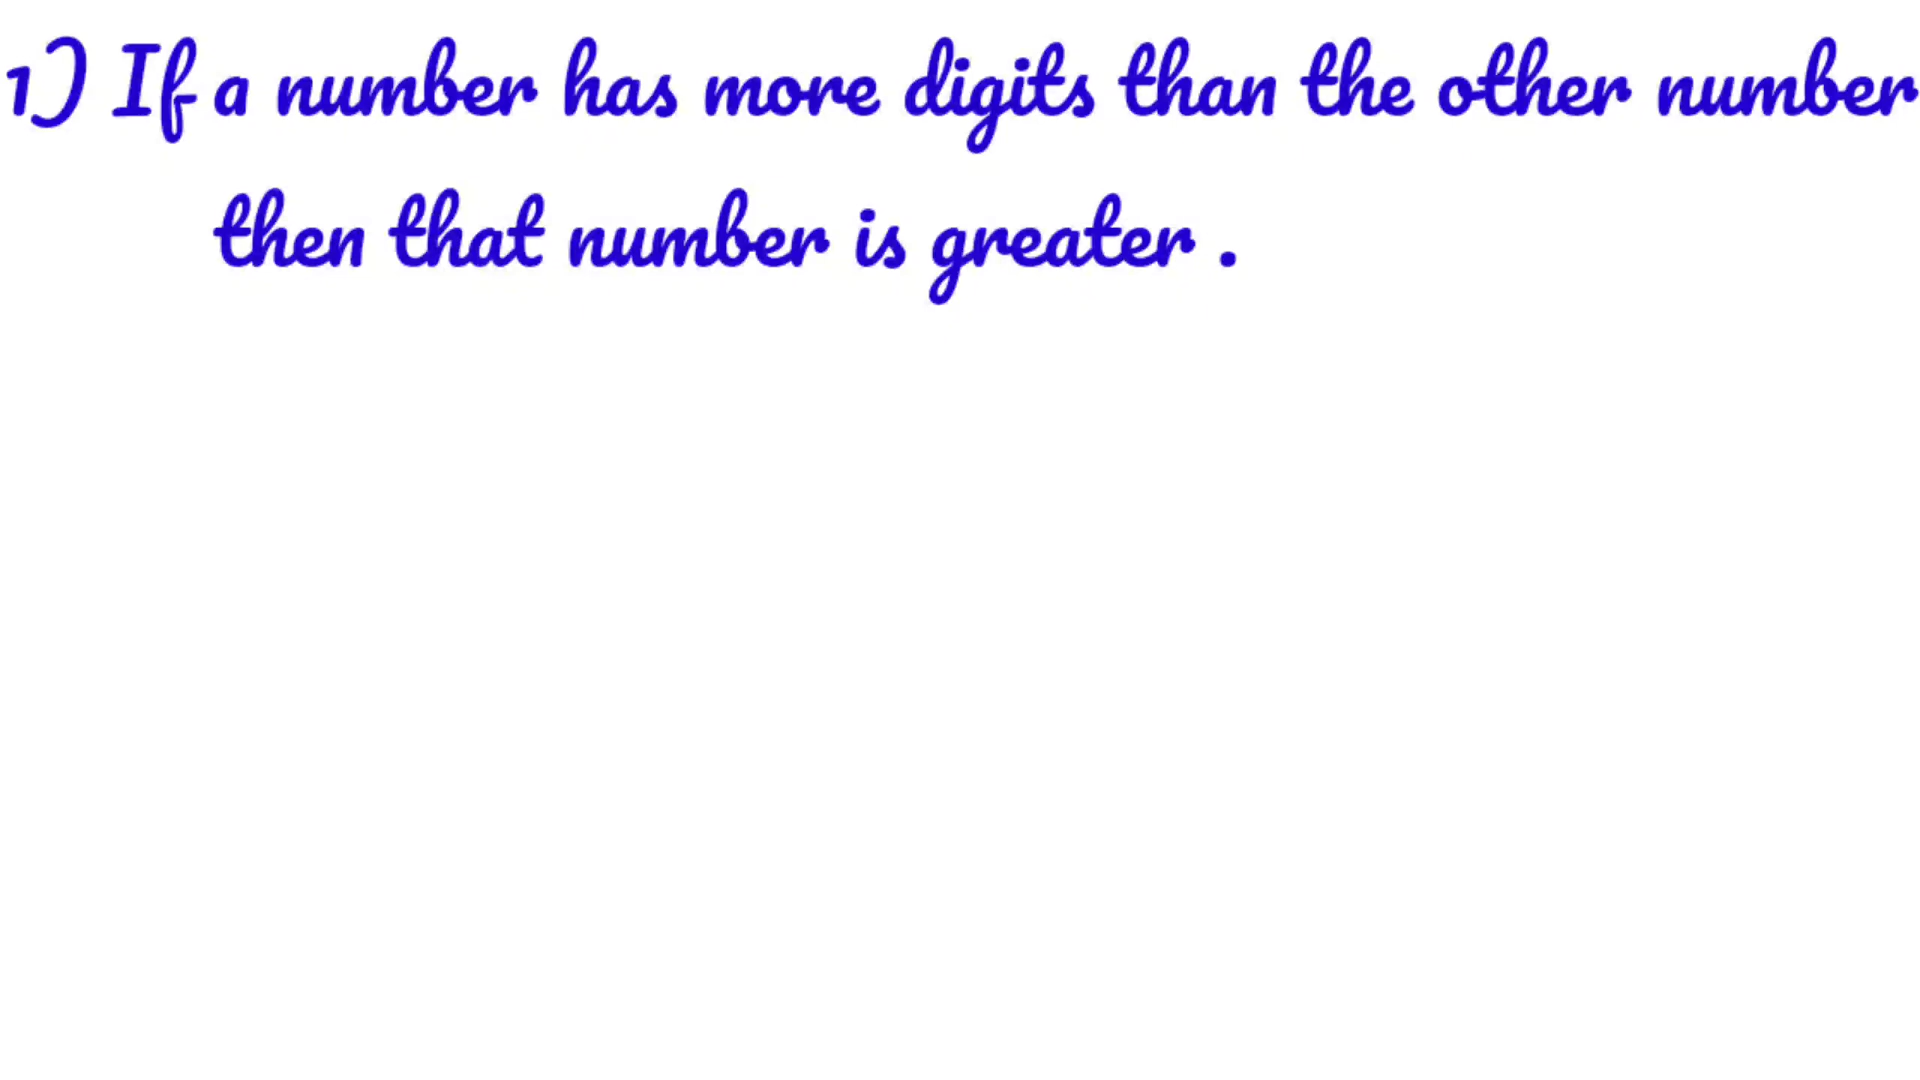 1) If a number has more digits than the other number
then that number is greater .